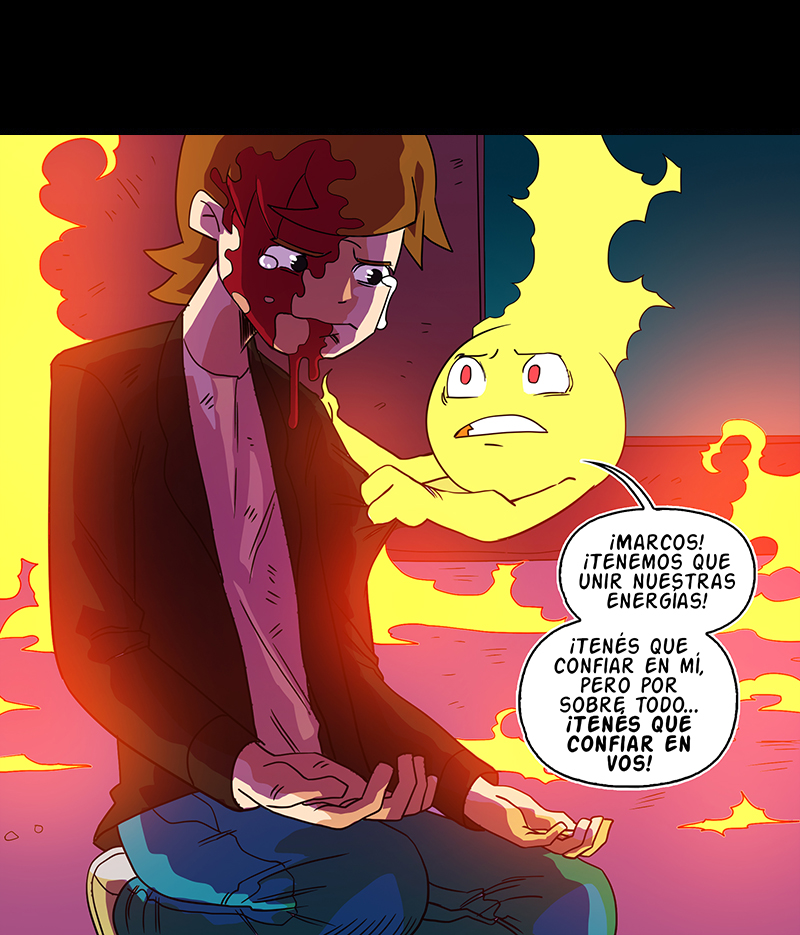 ¡MARCOS!
¡TENEMOS QUE
UNIR NUESTRAS
ENERGÍAS!
¡TENÉS QUE
CONFIAR EN MÍ,
PERO POR
SOBRE TODO...
¡TENÉS QUE
CONFIAR EN
VOS!